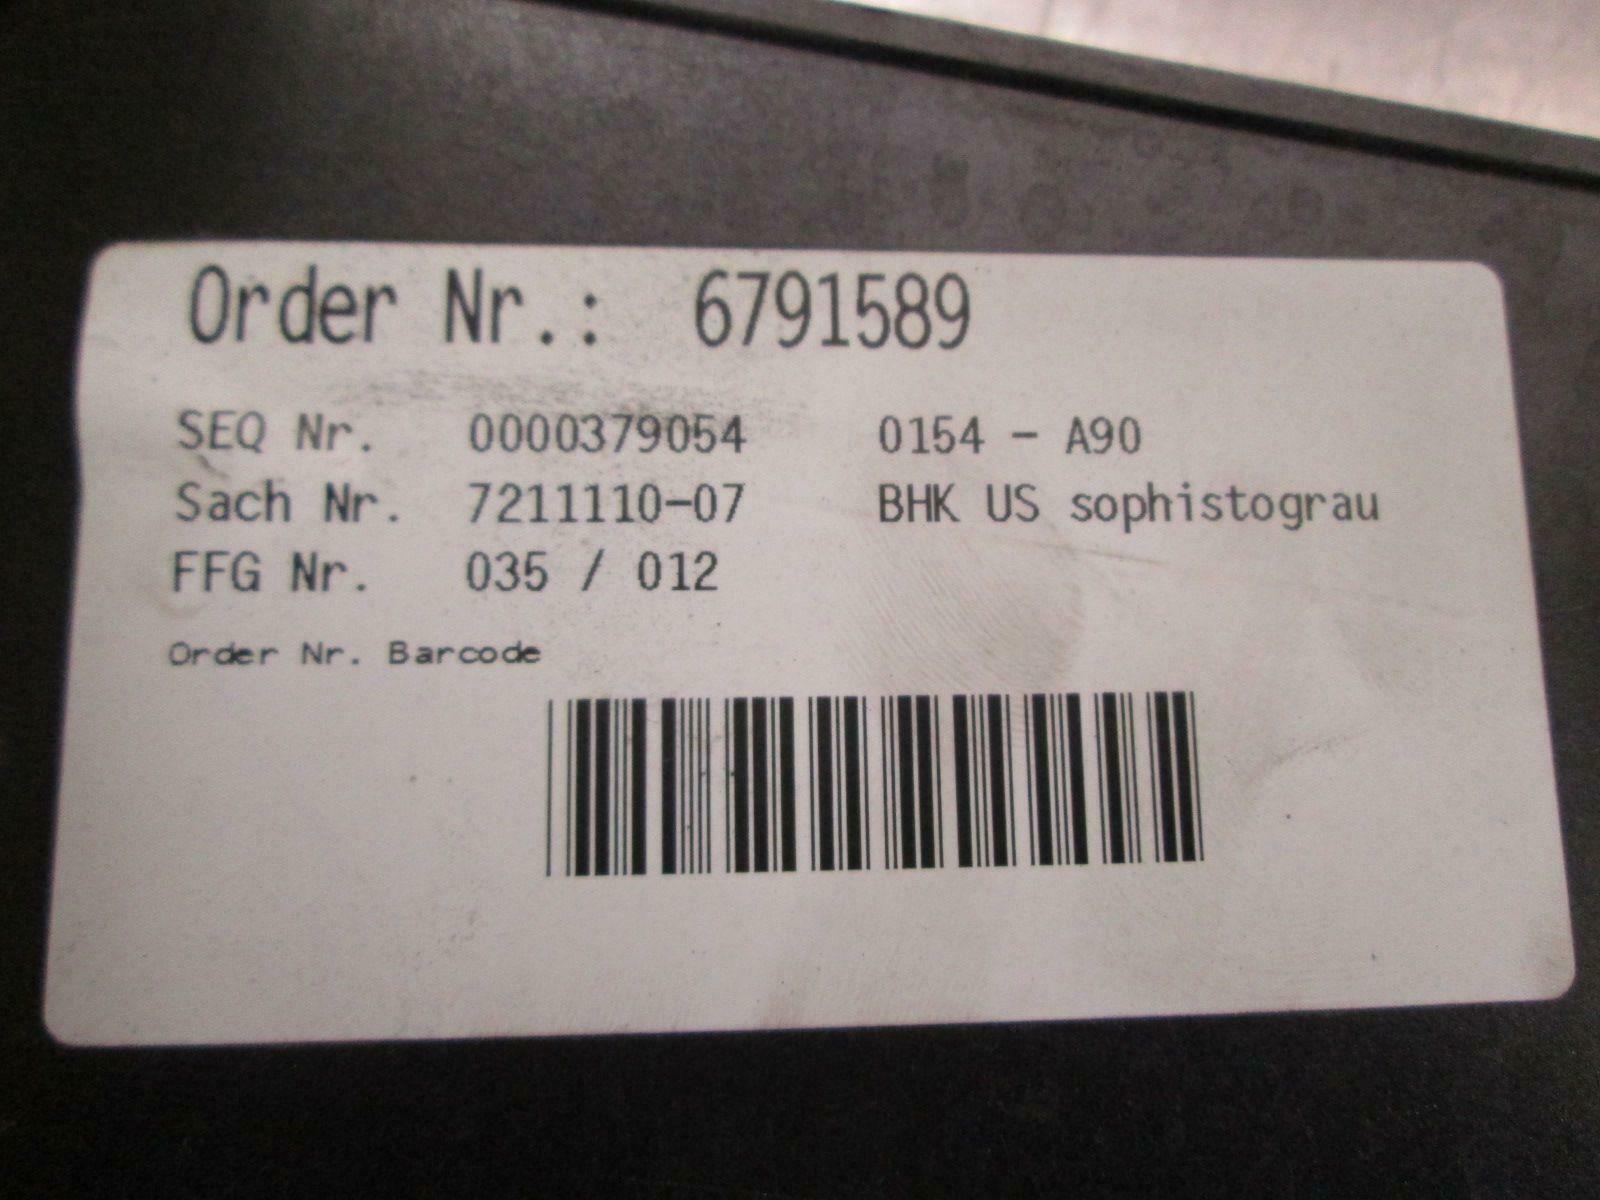 Order Nr.: 6791589
SEQ Nr. 0000379054 0154 - A90
Sach Nr. 7211110-07 BHK US sophistograu
FFG Nr. 035 / 012
Order Nr. Barcode